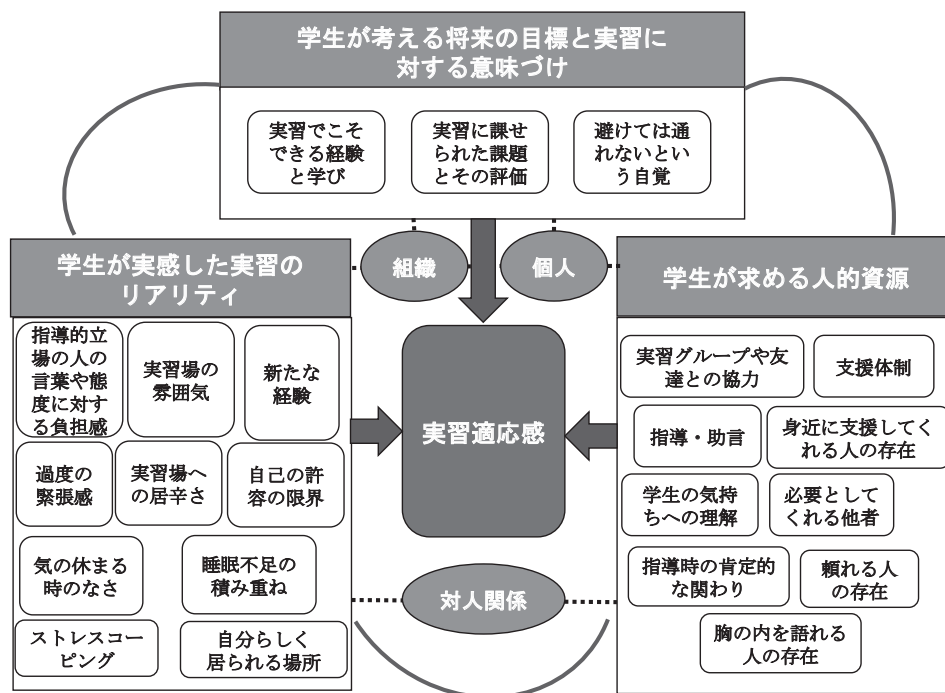 学生が考える将来の目標と実習に
対する意味づけ
実習でこそ
できる経験
と学び
実習に課せ
られた課題
とその評価
避けては通
れないとい
う自覚
組織
個人
学生が実感した実習の
リアリティ
指導的立
場の人の
言葉や態
度に対す
る負担感
実習場の
雰囲気
新たな
経験
過度の
緊張感
実習場へ
の居辛さ
自己の許
容の限界
気の休まる
時のなさ
睡眠不足の
積み重ね
ストレスコー
ピング
自分らしく
居られる場所
実習適応感
対人関係
学生が求める人的資源
実習グループや友
達との協力
支援体制
指導・助言
身近に支援してく
れる人の存在
学生の気持
ちへの理解
必要として
くれる他者
指導時の肯定的
な関わり
頼れる人
の存在
胸の内を語れる
人の存在